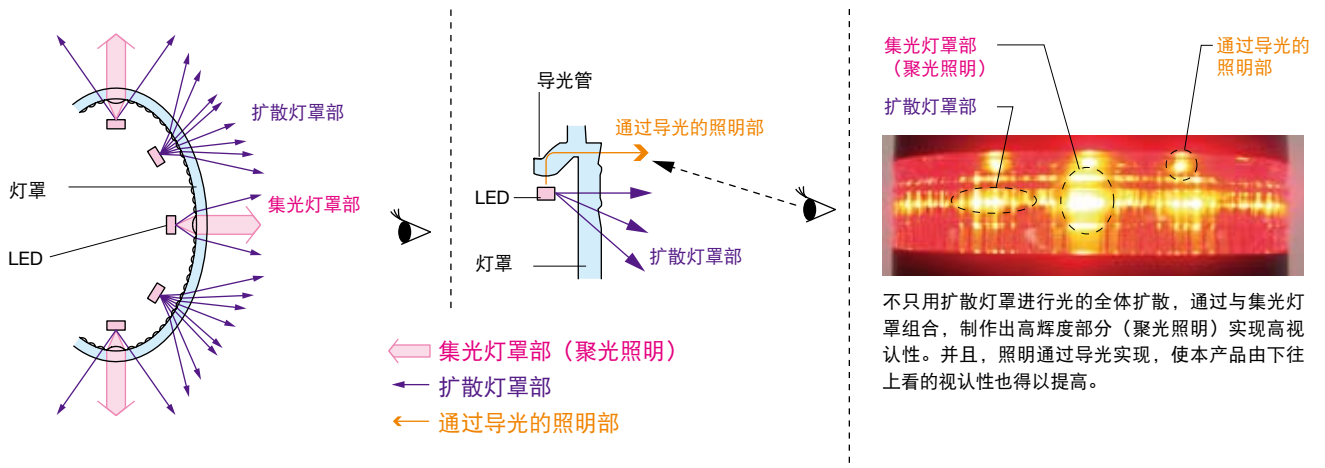 扩散灯罩部
灯罩
集光灯罩部
LED
导光管
通过导光的照明部
LED
扩散灯罩部
灯罩
集光灯罩部（聚光照明）
扩散灯罩部
通过导光的照明部
集光灯罩部
（聚光照明）
通过导光的
照明部
扩散灯罩部
不只用扩散灯罩进行光的全体扩散，通过与集光灯
罩组合，制作出高辉度部分（聚光照明）实现高视
认性。并且，照明通过导光实现，使本产品由下往
上看的视认性也得以提高。